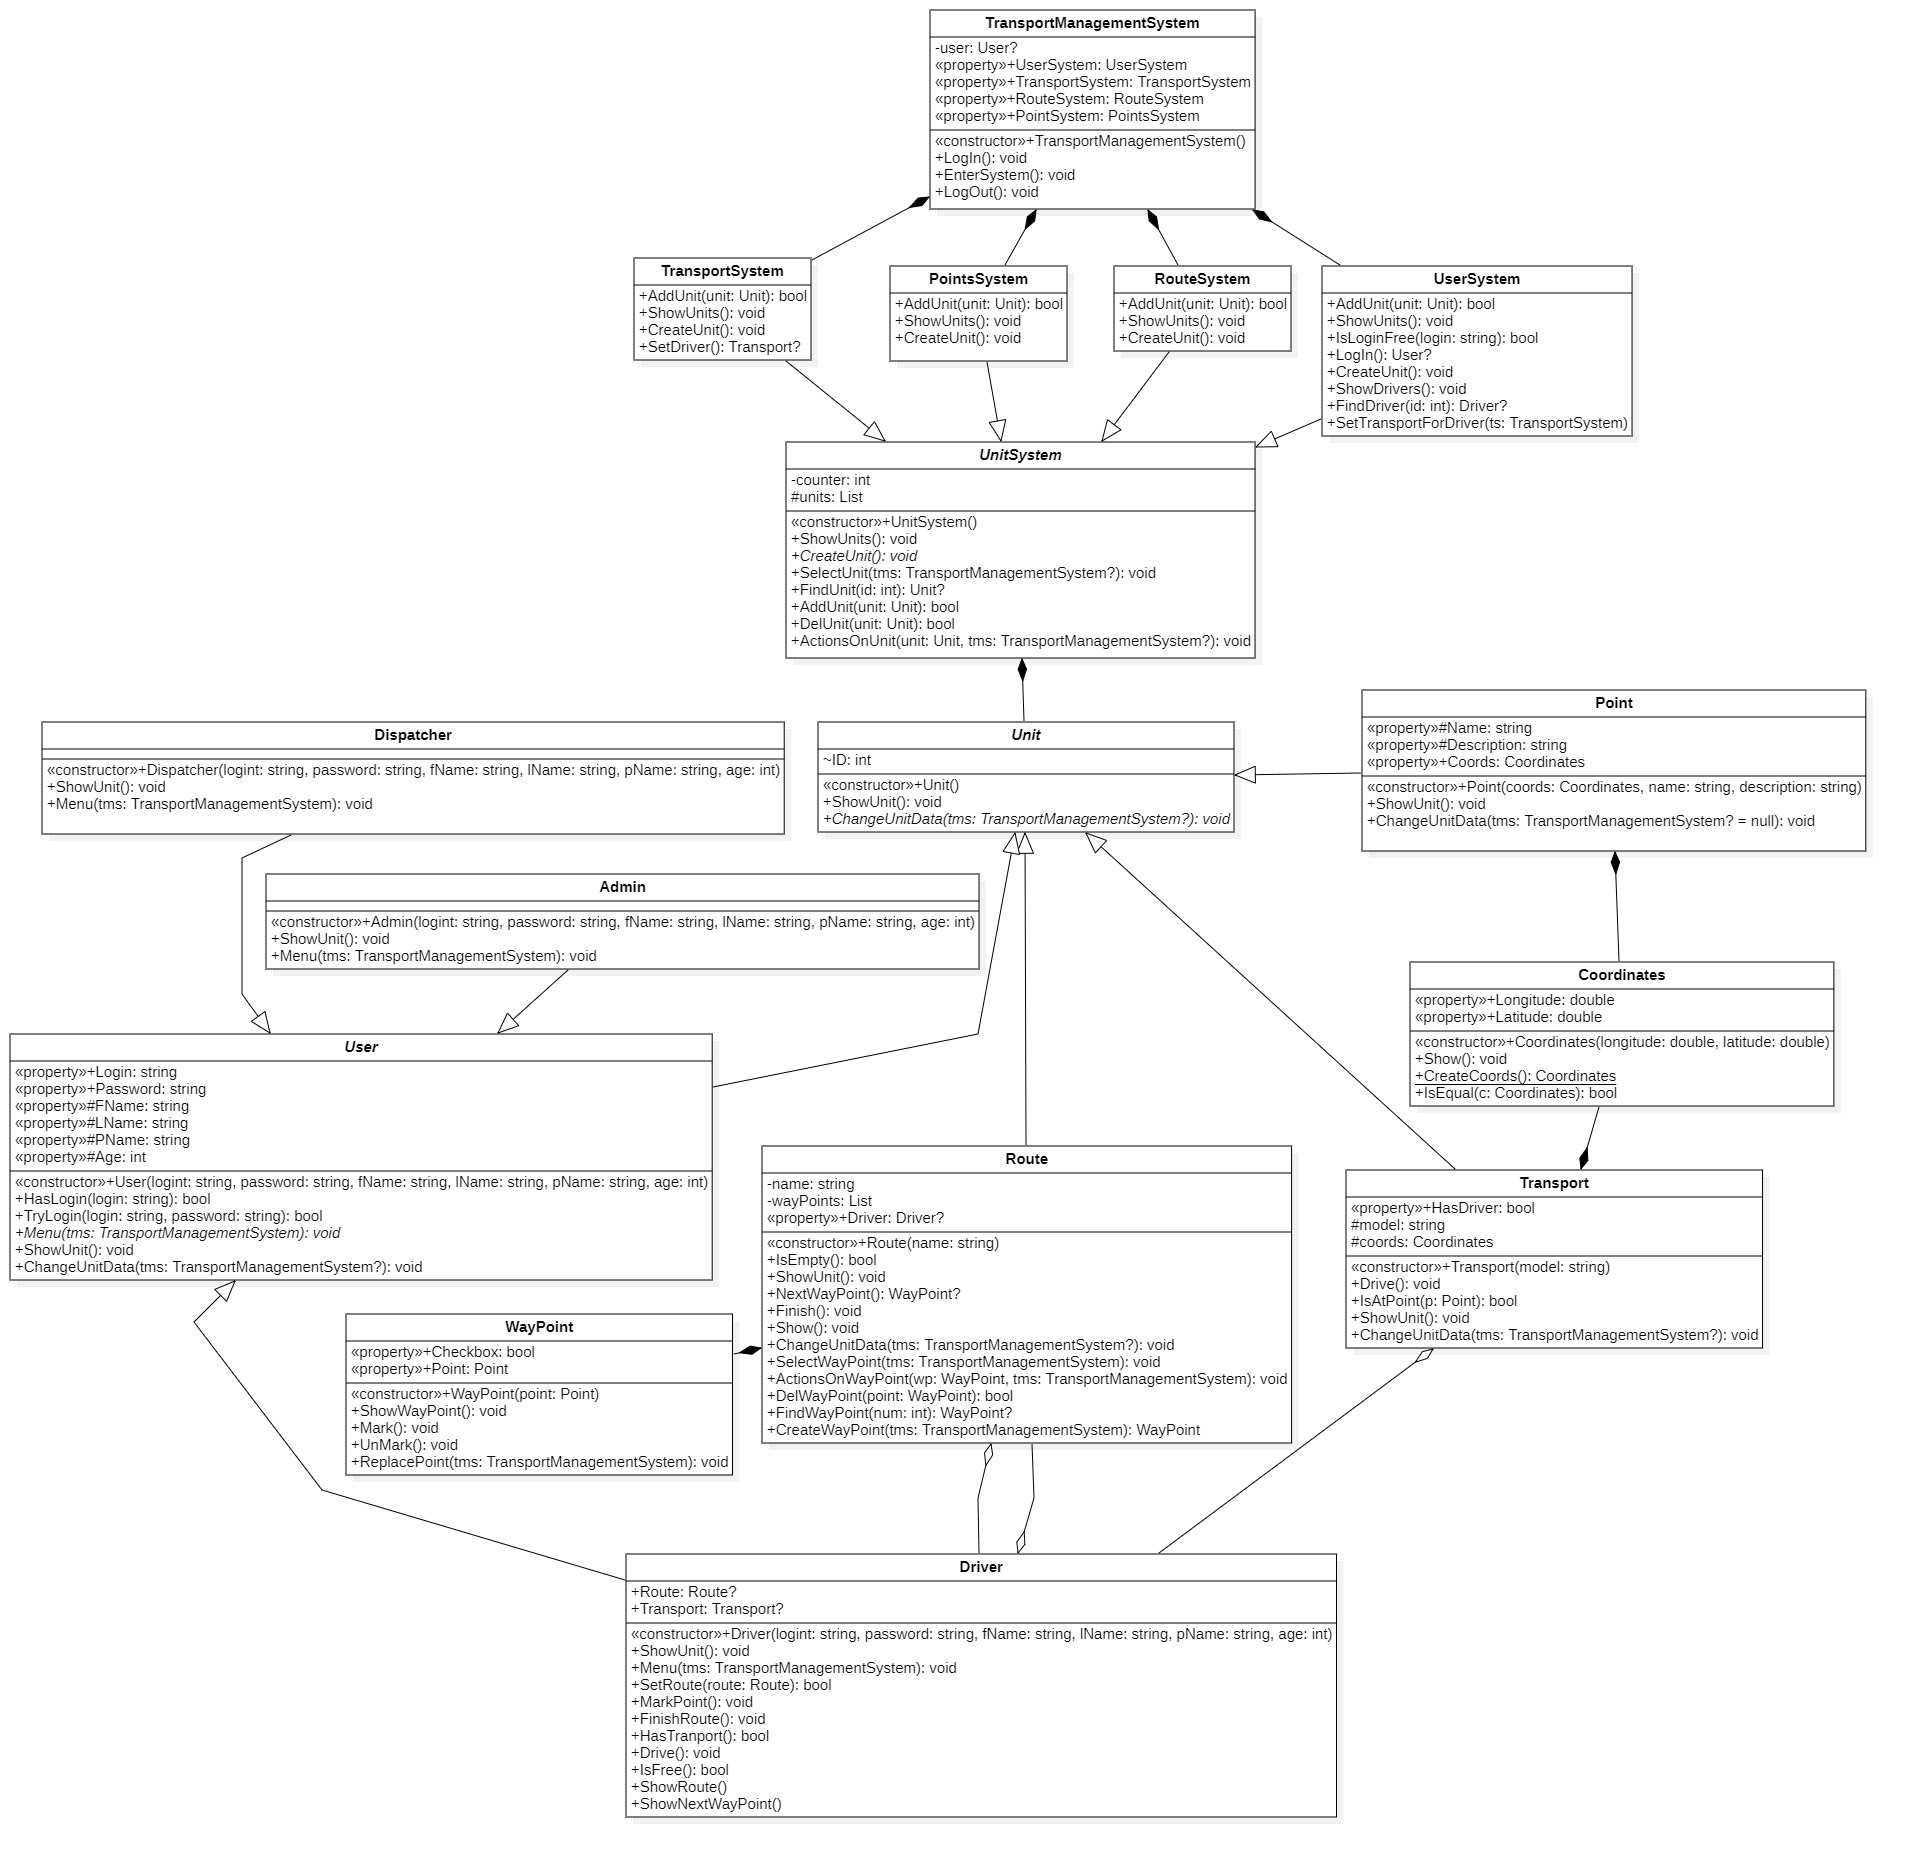 TransportManagementSystem
-user: User?
«property»+UserSystem: UserSystem
«property»+TransportSystem: TransportSystem
«property»+RouteSystem: RouteSystem
«property»+PointSystem: PointsSystem
«constructor»+TransportManagementSystem()
+LogIn(): void
+EnterSystem(): void
+LogOut(): void
TransportSystem
+AddUnit(unit: Unit): bool
+ShowUnits(): void
+CreateUnit(): void
+SetDriver(): Transport?
PointsSystem
+AddUnit(unit: Unit): bool
+ShowUnits(): void
+CreateUnit(): void
RouteSystem
+AddUnit(unit: Unit): bool
+ShowUnits(): void
+CreateUnit(): void
UserSystem
+AddUnit(unit: Unit): bool
+ShowUnits(): void
+IsLoginFree(login: string): bool
+LogIn(): User?
+CreateUnit(): void
+ShowDrivers(): void
+FindDriver(id: int): Driver?
+SetTransportForDriver(ts: TransportSystem)
UnitSystem
-counter: int
#units: List
«constructor»+UnitSystem()
+ShowUnits(): void
+CreateUnit(): void
+SelectUnit(tms: TransportManagementSystem?): void
+FindUnit(id: int): Unit?
+AddUnit(unit: Unit): bool
+DelUnit(unit: Unit): bool
+ActionsOnUnit(unit: Unit, tms: TransportManagementSystem?): void
Dispatcher
«constructor»+Dispatcher(logint: string, password: string, fName: string, lName: string, pName: string, age: int)
+ShowUnit(): void
+Menu(tms: TransportManagementSystem): void
Unit
~ID: int
«constructor»+Unit()
+ShowUnit(): void
+ChangeUnitData(tms: TransportManagementSystem?): void
Point
«property»#Name: string
«property»#Description: string
«property»+Coords: Coordinates
«constructor»+Point(coords: Coordinates, name: string, description: string)
+ShowUnit(): void
+ChangeUnitData(tms: TransportManagementSystem? = null): void
Admin
«constructor»+Admin(logint: string, password: string, fName: string, lName: string, pName: string, age: int)
+ShowUnit(): void
+Menu(tms: TransportManagementSystem): void
Coordinates
«property»+Longitude: double
«property»+Latitude: double
«constructor»+Coordinates(longitude: double, latitude: double)
+Show(): void
+CreateCoords(): Coordinates
+IsEqual(c: Coordinates): bool
User
«property»+Login: string
«property»+Password: string
«property»#FName: string
«property»#LName: string
«property»#PName: string
«property»#Age: int
«constructor»+User(logint: string, password: string, fName: string, lName: string, pName: string, age: int)
+HasLogin(login: string): bool
+TryLogin(login: string, password: string): bool
+Menu(tms: TransportManagementSystem): void
+ShowUnit(): void
+ChangeUnitData(tms: TransportManagementSystem?): void
Route
-name: string
-wayPoints: List
«property»+Driver: Driver?
«constructor»+Route(name: string)
+IsEmpty(): bool
+ShowUnit(): void
+NextWayPoint(): WayPoint?
+Finish(): void
+Show(): void
+ChangeUnitData(tms: TransportManagementSystem?): void
+SelectWayPoint(tms: TransportManagementSystem): void
+ActionsOnWayPoint(wp: WayPoint, tms: TransportManagementSystem): void
+DelWayPoint(point: WayPoint): bool
+FindWayPoint(num: int): WayPoint?
+CreateWayPoint(tms: TransportManagementSystem): WayPoint
Transport
«property»+HasDriver: bool
#model: string
#coords: Coordinates
«constructor»+Transport(model: string)
+Drive(): void
+IsAtPoint(p: Point): bool
+ShowUnit(): void
+ChangeUnitData(tms: TransportManagementSystem?): void
WayPoint
«property»+Checkbox: bool
«property»+Point: Point
«constructor»+WayPoint(point: Point)
+ShowWayPoint(): void
+Mark(): void
+UnMark(): void
+ReplacePoint(tms: TransportManagementSystem): void
Driver
+Route: Route?
+Transport: Transport?
«constructor»+Driver(logint: string, password: string, fName: string, lName: string, pName: string, age: int)
+ShowUnit(): void
+Menu(tms: TransportManagementSystem): void
+SetRoute(route: Route): bool
+MarkPoint(): void
+FinishRoute(): void
+HasTranport(): bool
+Drive(): void
+IsFree(): bool
+ShowRoute()
+ShowNextWayPoint()